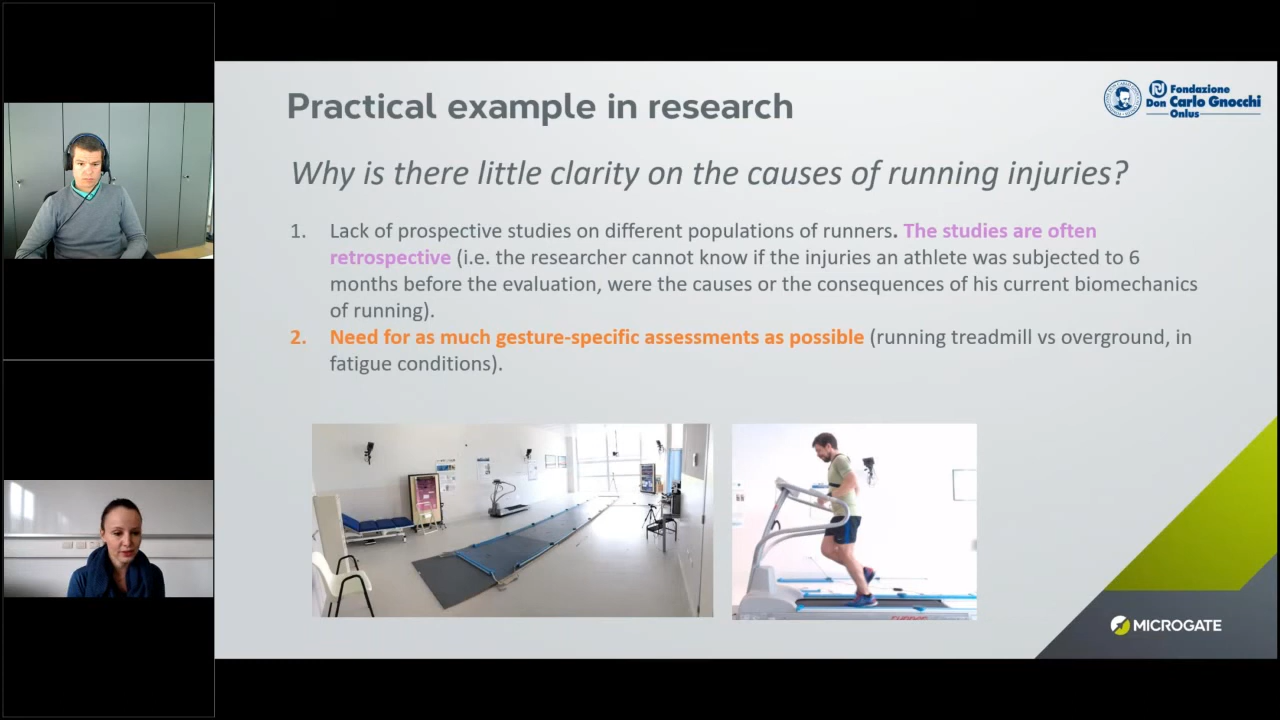 Practical example in research
Fondazione
Don Carlo Gnocchi
Onlus
Why is there little clarity on the causes of running injuries?
1. Lack of prospective studies on different populations of runners. The studies are often
retrospective (i.e. the researcher cannot know if the injuries an athlete was subjected to 6
months before the evaluation, were the causes or the consequences of his current biomechanics
of running).
2. Need for as much gesture-specific assessments as possible (running treadmill vs overground, in
fatigue conditions).
MICROGATE